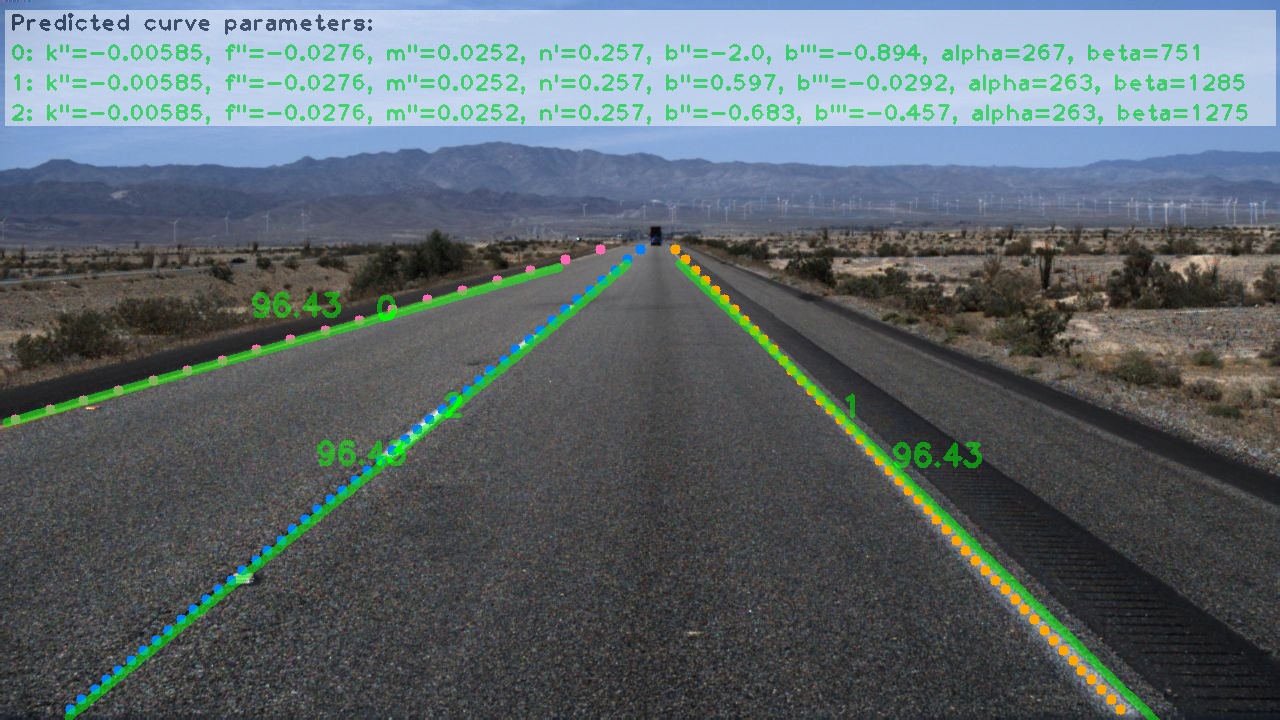 Predicted curve parameters:
0: k"=-0.00585, f"=-0.0276, m"=0.0252, n'=0.257, b"=-2.0, b'''=-0.894, alpha=267, beta=751
1: k"=-0.00585, f"=-0.0276, m"=0.0252, n'=0.257, b"=0.597, b'''=-0.0292, alpha=263, beta=1285
2: k"=-0.00585, f"=-0.0276, m"=0.0252, n'=0.257, b"=-0.683, b'''=-0.457, alpha=263, beta=1275
96.43 0
2 1
96.43 96.43